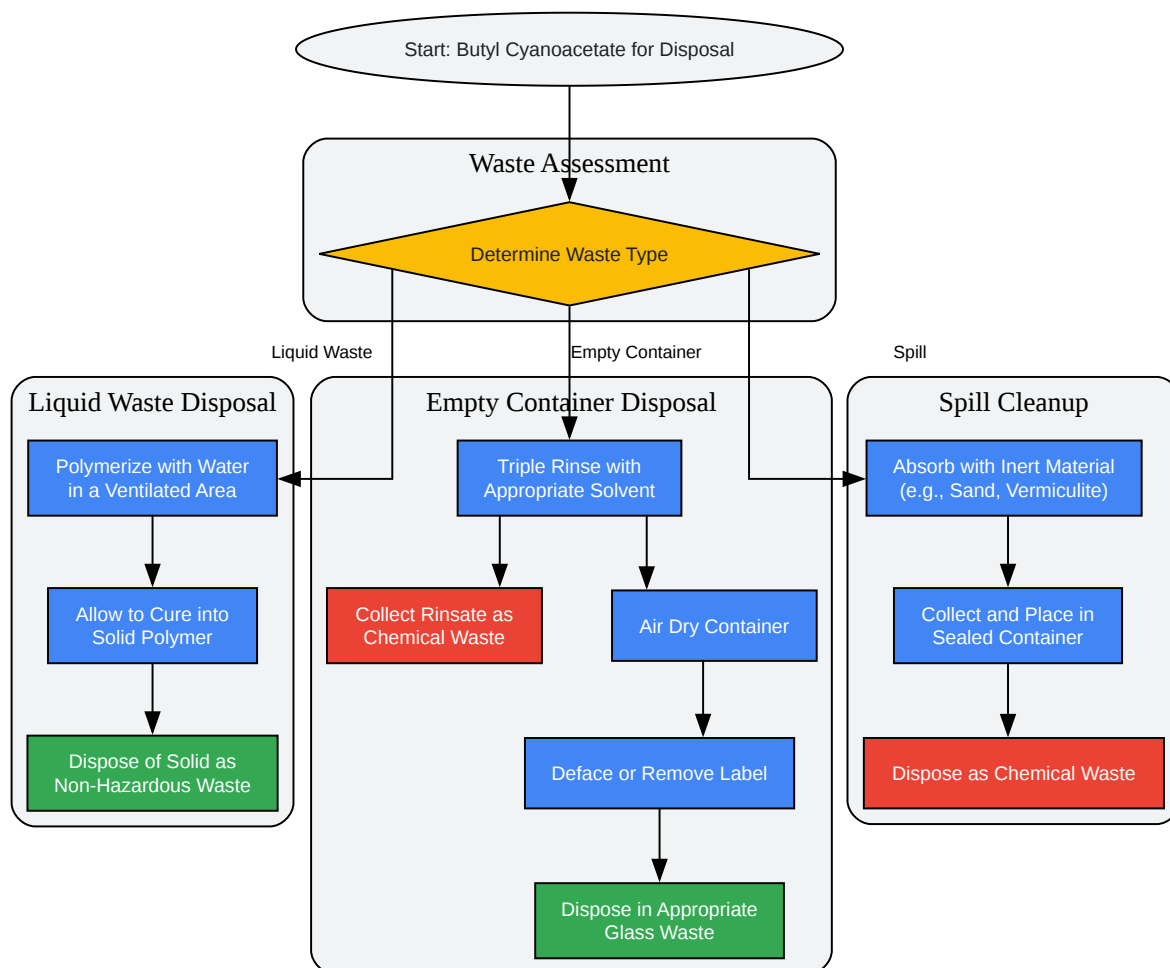 Start: Butyl Cyanoacetate for Disposal
Waste Assessment
Determine Waste Type
Liquid Waste
Empty Container
Spill
Liquid Waste Disposal
Polymerize with Water
in a Ventilated Area
Allow to Cure into
Solid Polymer
Dispose of Solid as
Non-Hazardous Waste
Empty Container Disposal
Triple Rinse with
Appropriate Solvent
Collect Rinsate as
Chemical Waste
Air Dry Container
Deface or Remove Label
Dispose in Appropriate
Glass Waste
Spill Cleanup
Absorb with Inert Material
(e.g., Sand, Vermiculite)
Collect and Place in
Sealed Container
Dispose as Chemical Waste